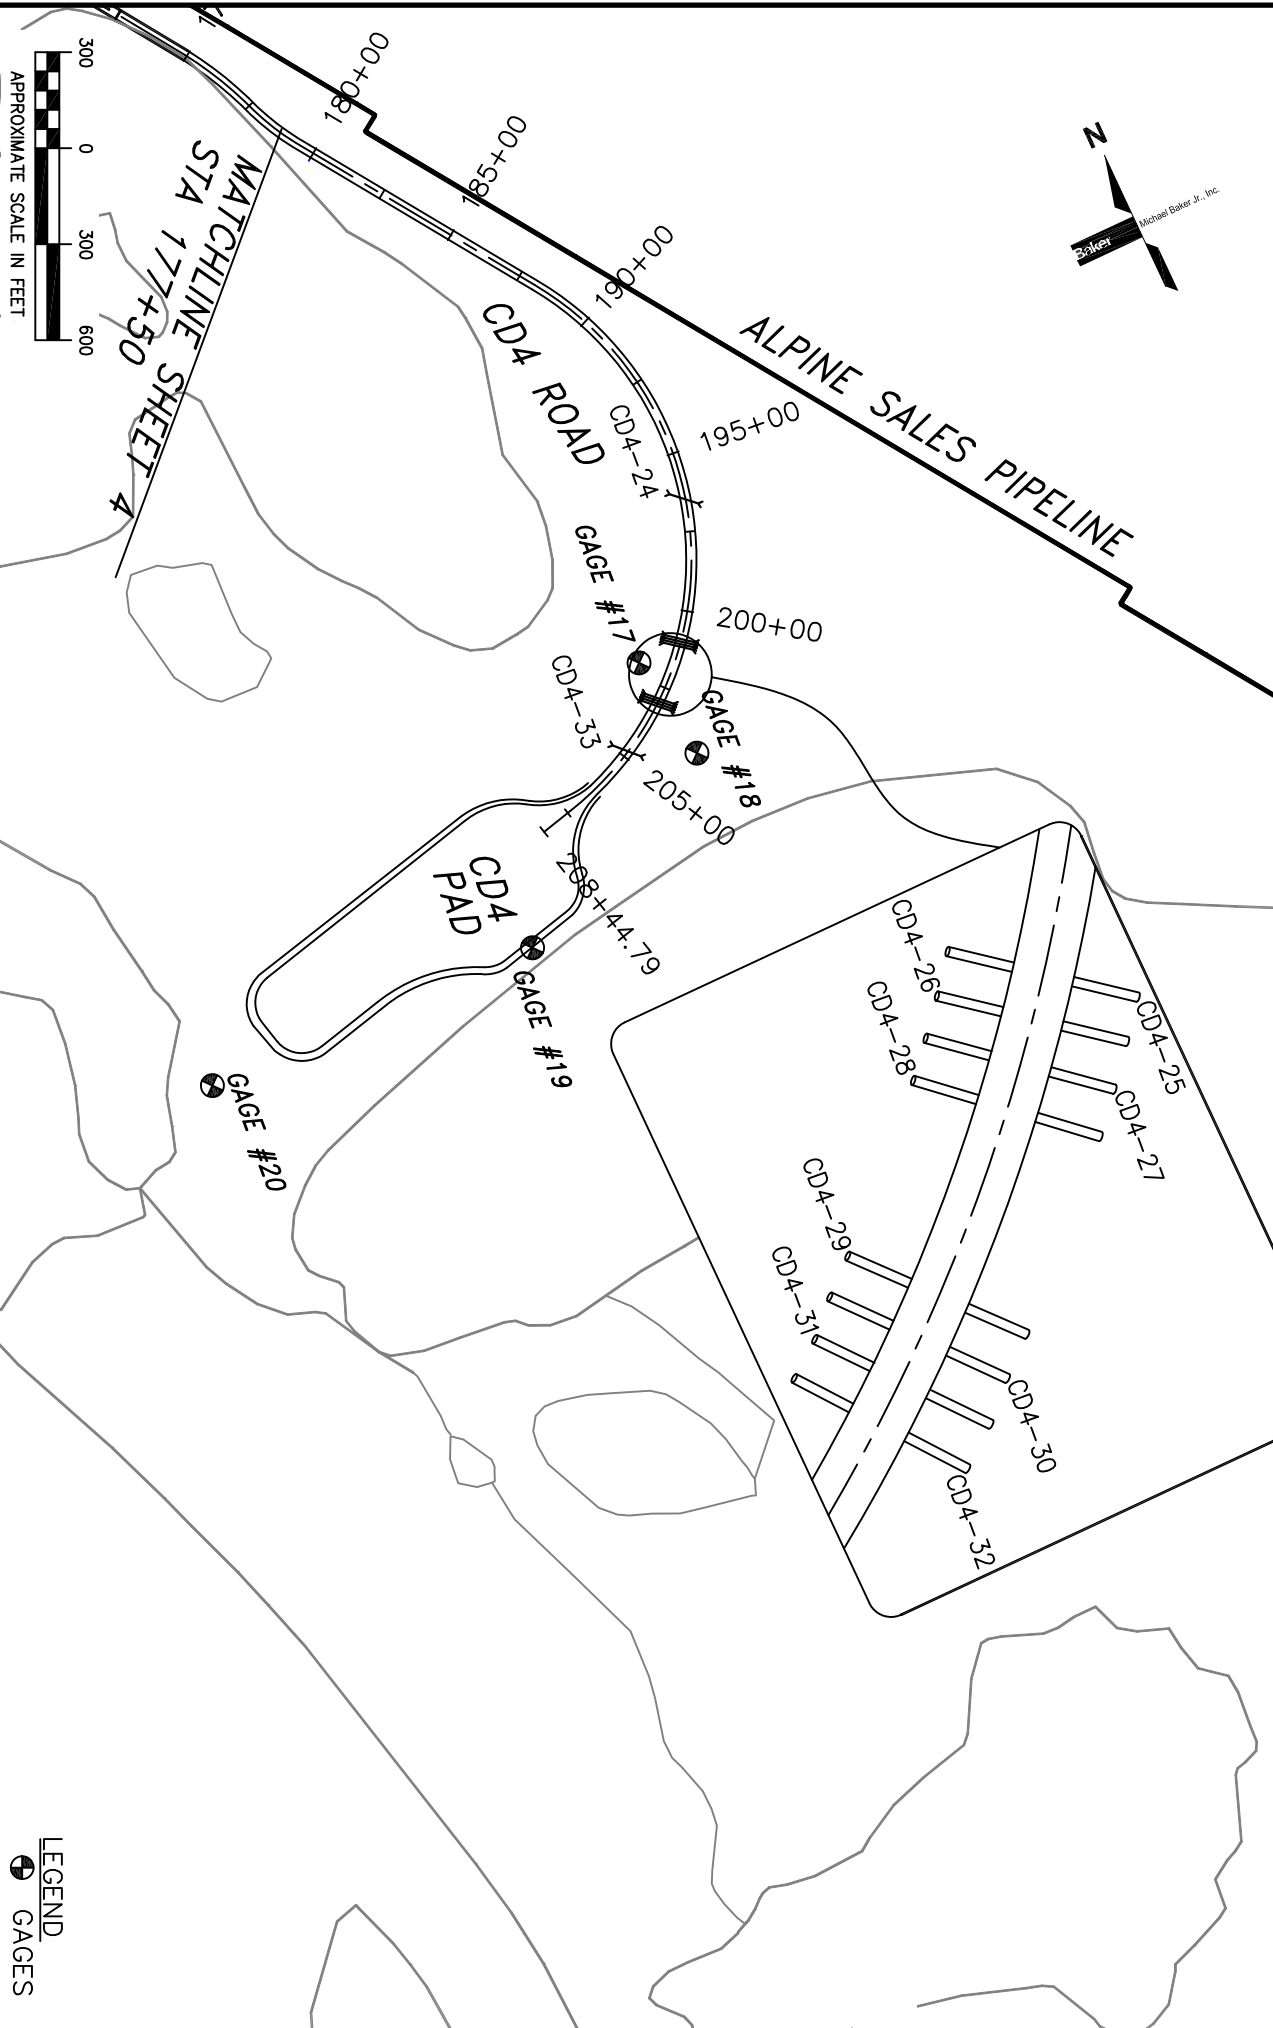 180+00
185+00
190+00
195+00
200+00
205+00
208+44.79
N
Baker
Michael Baker Jr., Inc.
ALPINE SALES PIPELINE
CD4 ROAD
MATCHLINE SHEET 4
STA 177+50
300 0 300 600
APPROXIMATE SCALE IN FEET
CD4-24
GAGE #17
CD4-33
GAGE #18
CD4
PAD
GAGE #19
GAGE #20
CD4-26
CD4-28
CD4-25
CD4-27
CD4-29
CD4-31
CD4-30
CD4-32
LEGEND
GAGES